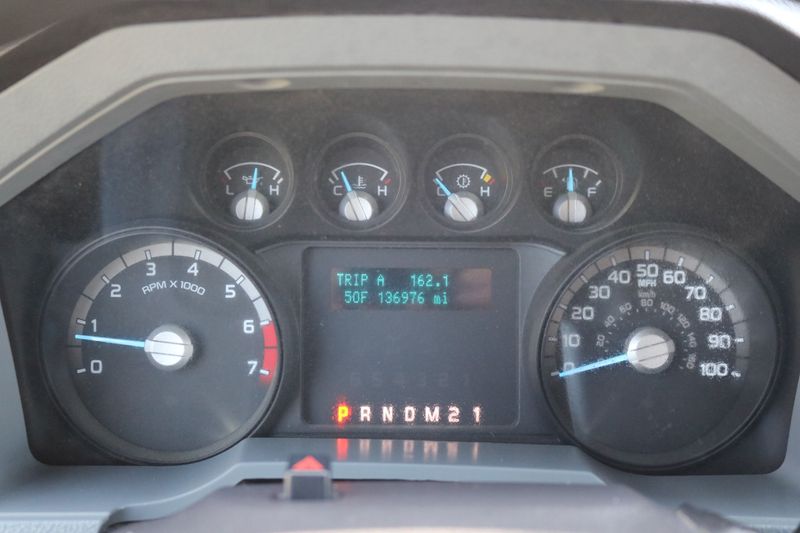 L H
C H
C H
E F
RPM X 1000
0 1 2 3 4 5 6 7
TRIP A 162.1
50F 136976 mi
P R N D M 2 1
0 20 30 40 50 60 70 80 90 100
MPH
km/h